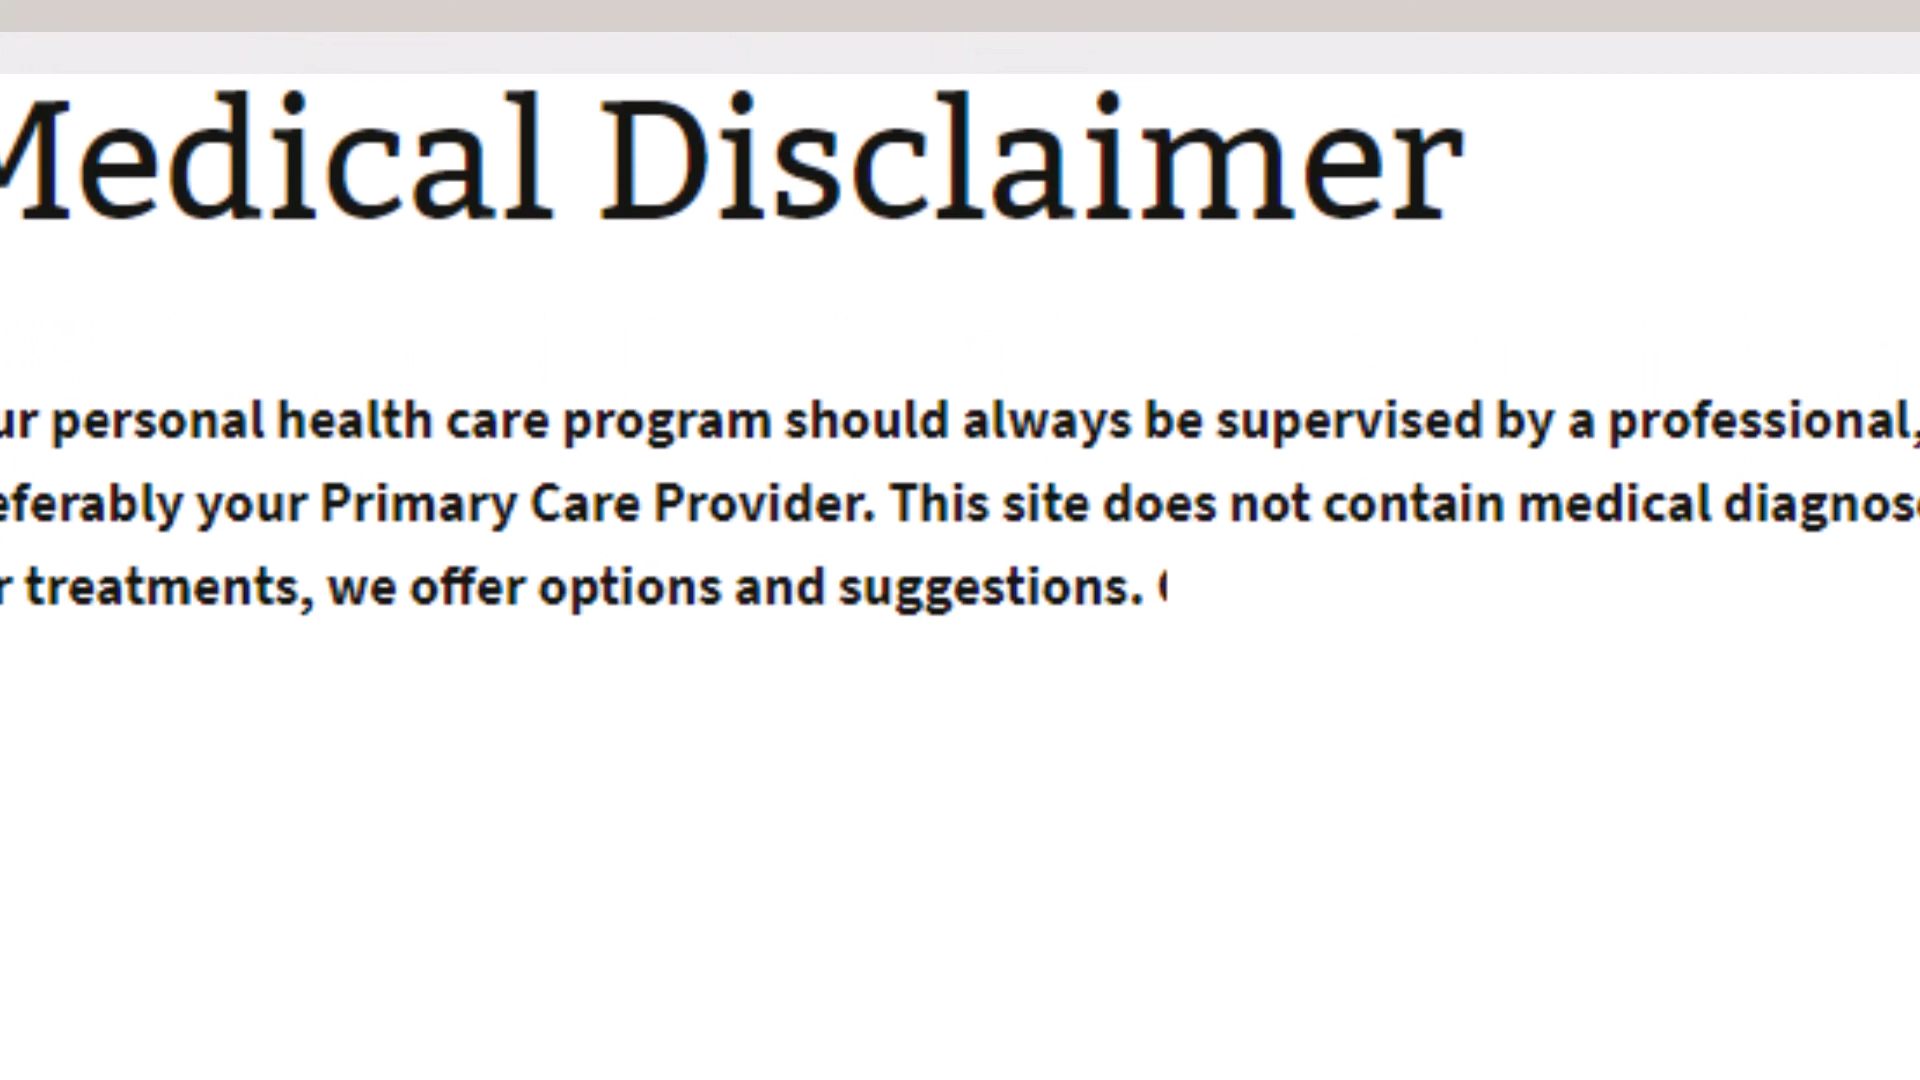 Medical Disclaimer
ur personal health care program should always be supervised by a professional,
eferably your Primary Care Provider. This site does not contain medical diagnose
r treatments, we offer options and suggestions.